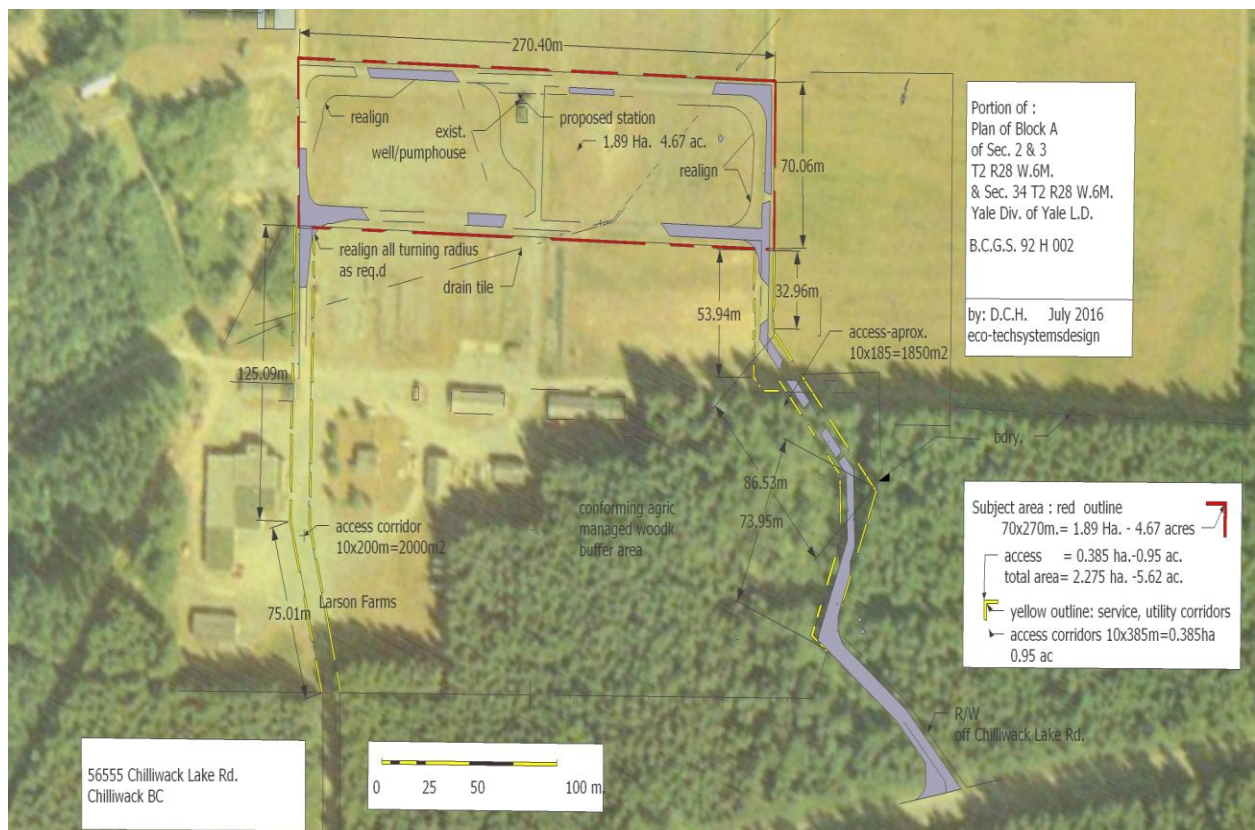 270.40m
realign
exist.
well/pumphouse
proposed station
1.89 Ha. 4.67 ac.
realign
70.06m
Portion of :
Plan of Block A
of Sec. 2 & 3
T2 R28 W.6M.
& Sec. 34 T2 R28 W.6M.
Yale Div. of Yale L.D.
B.C.G.S. 92 H 002
by: D.C.H. July 2016
eco-techsystemsdesign
realign all turning radius
as req.d
drain tile
53.94m
32.96m
access-aprox.
10x185=1850m2
125.09m
bdry.
86.53m
73.95m
conforming agric
managed woodl
buffer area
access corridor
10x200m=2000m2
75.01m
Larson Farms
Subject area : red outline
70x270m.= 1.89 Ha. - 4.67 acres
access = 0.385 ha.-0.95 ac.
total area= 2.275 ha. -5.62 ac.
yellow outline: service, utility corridors
access corridors 10x385m=0.385ha
0.95 ac
R/W
off Chilliwack Lake Rd.
56555 Chilliwack Lake Rd.
Chilliwack BC
0 25 50 100 m.